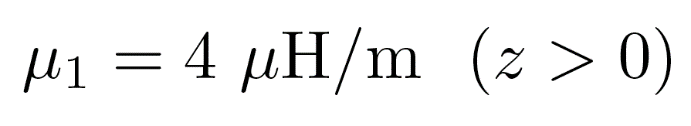 μ₁ = 4 μH/m (z > 0)